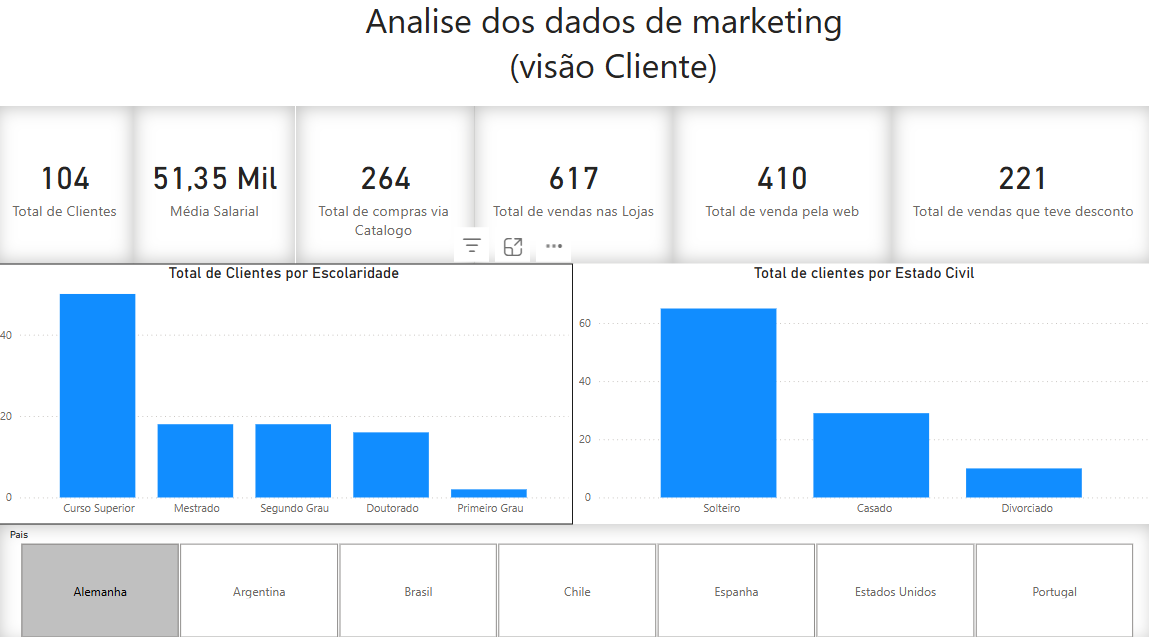 Analise dos dados de marketing
(visão Cliente)
104
Total de Clientes
51,35 Mil
Média Salarial
264
Total de compras via
Catalogo
617
Total de vendas nas Lojas
410
Total de venda pela web
221
Total de vendas que teve desconto
Total de Clientes por Escolaridade
40
20
0
Curso Superior
Mestrado
Segundo Grau
Doutorado
Primeiro Grau
Total de clientes por Estado Civil
60
40
20
0
Solteiro
Casado
Divorciado
Pais
Alemanha
Argentina
Brasil
Chile
Espanha
Estados Unidos
Portugal